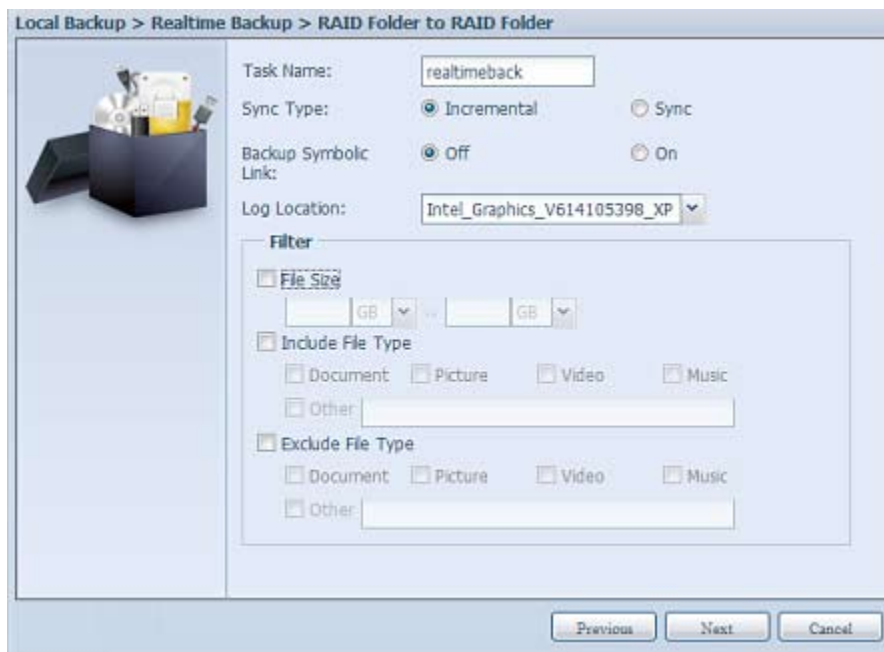 Local Backup > Realtime Backup > RAID Folder to RAID Folder
Task Name: realtimeback
Sync Type: Incremental Sync
Backup Symbolic Link: Off On
Log Location: Intel_Graphics_V614105398_XP
Filter
File Size
GB -- GB
Include File Type
Document Picture Video Music
Other
Exclude File Type
Document Picture Video Music
Other
Previous Next Cancel